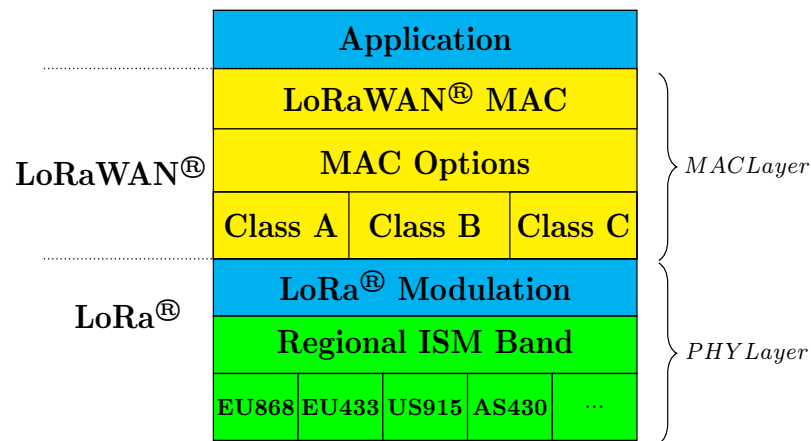 Application
LoRaWAN® MAC
MAC Options
LoRaWAN®
MACLayer
Class A Class B Class C
LoRa® Modulation
LoRa®
Regional ISM Band
PHYLayer
EU868 EU433 US915 AS430 ...